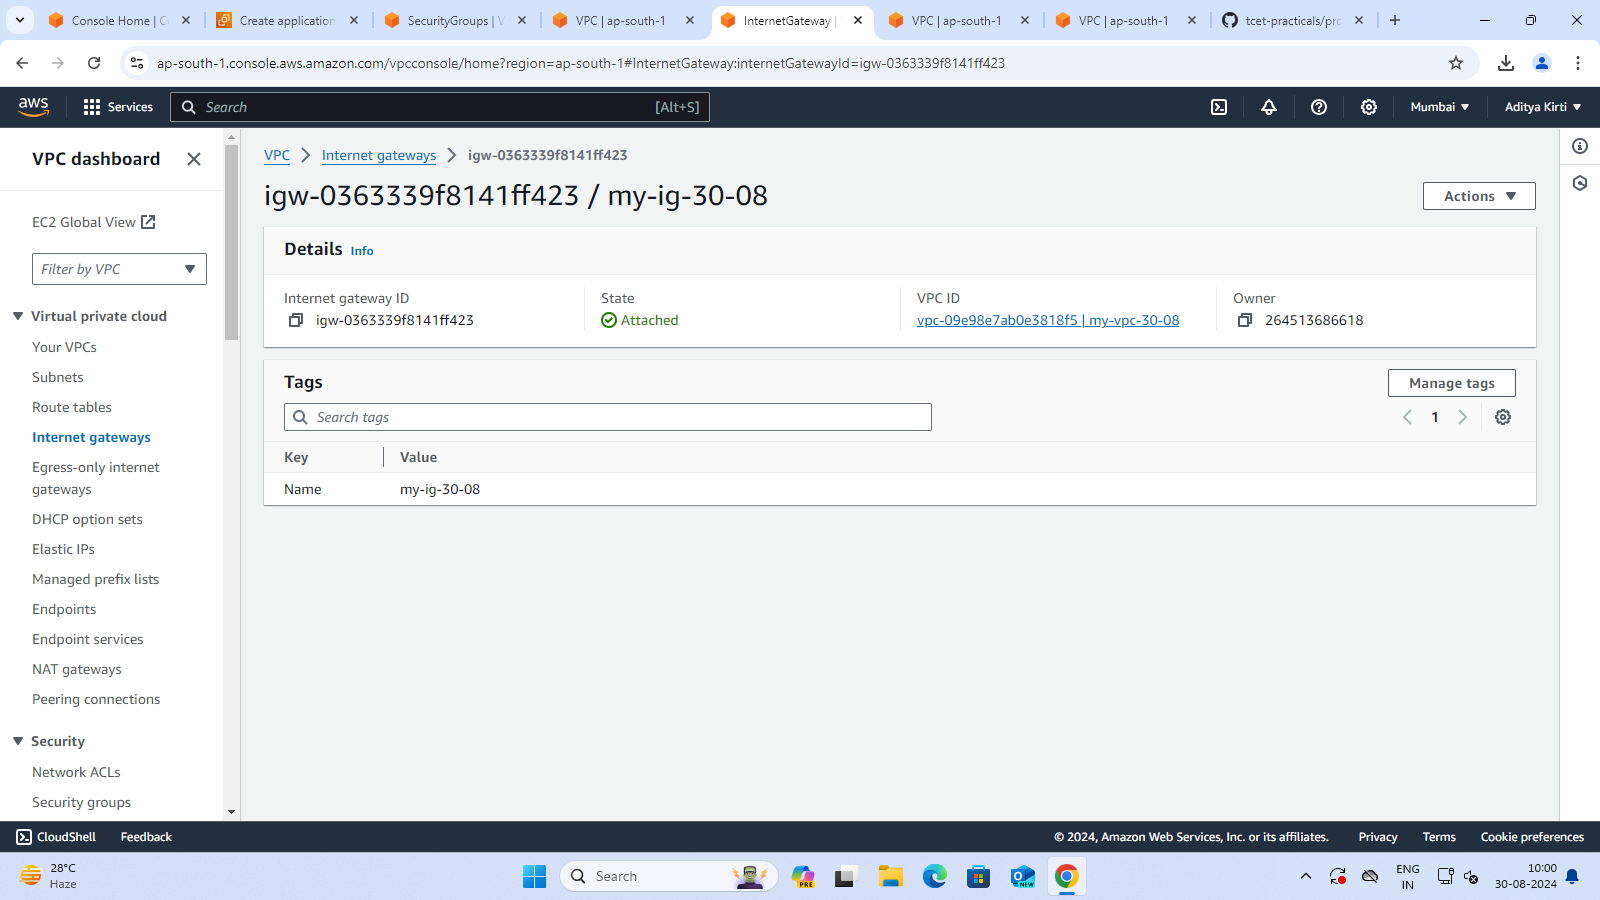 Console Home | C
Create application
SecurityGroups | V
VPC | ap-south-1
InternetGateway |
VPC | ap-south-1
VPC | ap-south-1
tcet-practicals/pro
ap-south-1.console.aws.amazon.com/vpcconsole/home?region=ap-south-1#InternetGateway:internetGatewayId=igw-0363339f8141ff423
aws
Services
Search
[Alt+S]
Mumbai
Aditya Kirti
VPC dashboard
EC2 Global View
Filter by VPC
Virtual private cloud
Your VPCs
Subnets
Route tables
Internet gateways
Egress-only internet
gateways
DHCP option sets
Elastic IPs
Managed prefix lists
Endpoints
Endpoint services
NAT gateways
Peering connections
Security
Network ACLs
Security groups
VPC
Internet gateways
igw-0363339f8141ff423
igw-0363339f8141ff423 / my-ig-30-08
Actions
Details Info
Internet gateway ID
igw-0363339f8141ff423
State
Attached
VPC ID
vpc-09e98e7ab0e3818f5 | my-vpc-30-08
Owner
264513686618
Tags
Manage tags
Search tags
1
Key
Value
Name
my-ig-30-08
CloudShell
Feedback
© 2024, Amazon Web Services, Inc. or its affiliates.
Privacy
Terms
Cookie preferences
28°C
Haze
Search
PRE
NEW
ENG
IN
10:00
30-08-2024